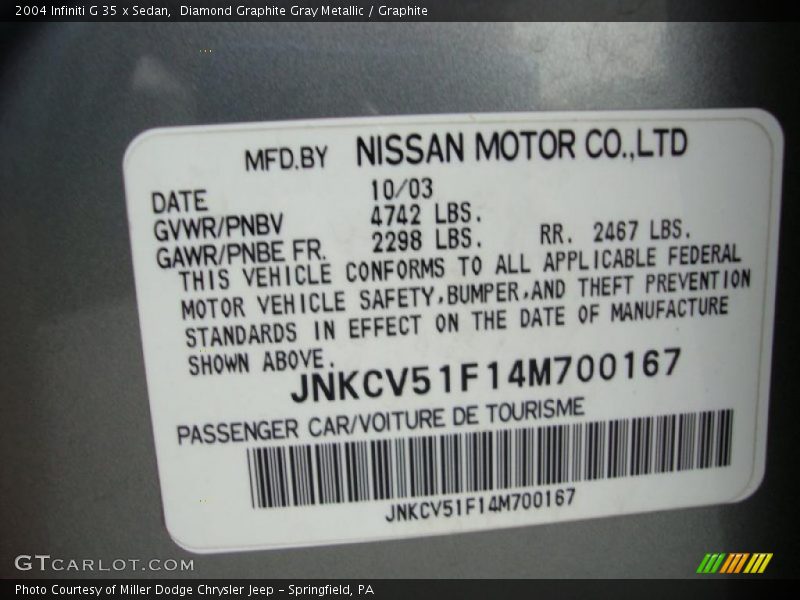 2004 Infiniti G 35 x Sedan,  Diamond Graphite Gray Metallic / Graphite
MFD.BY NISSAN MOTOR CO.,LTD
DATE 10/03
GVWR/PNBV 4742 LBS.
GAWR/PNBE FR. 2298 LBS. RR. 2467 LBS.
THIS VEHICLE CONFORMS TO ALL APPLICABLE FEDERAL
MOTOR VEHICLE SAFETY,BUMPER,AND THEFT PREVENTION
STANDARDS IN EFFECT ON THE DATE OF MANUFACTURE
SHOWN ABOVE.
JNKCV51F14M700167
PASSENGER CAR/VOITURE DE TOURISME
JNKCV51F14M700167
GTCARLOT.COM
Photo Courtesy of Miller Dodge Chrysler Jeep – Springfield, PA